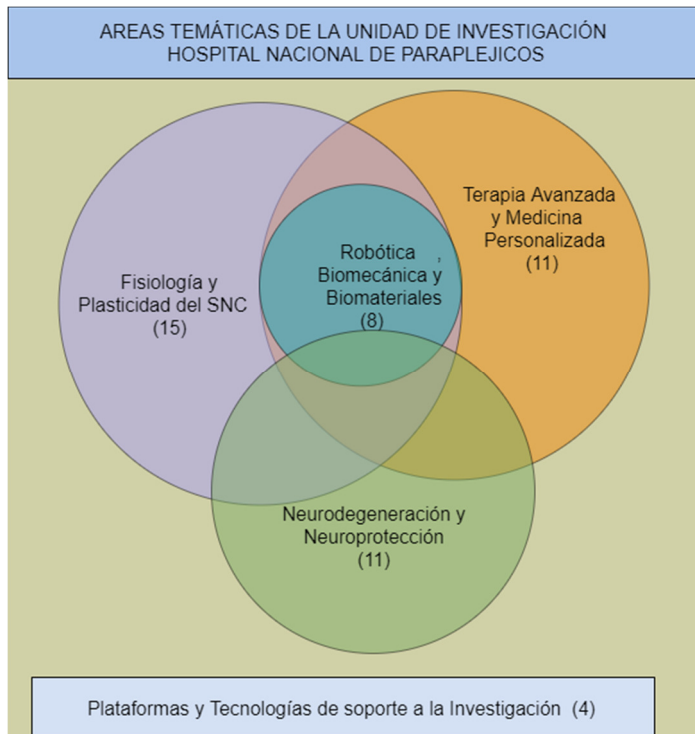 AREAS TEMÁTICAS DE LA UNIDAD DE INVESTIGACIÓN
HOSPITAL NACIONAL DE PARAPLEJICOS
Terapia Avanzada
y Medicina
Personalizada
(11)
Robótica ,
Biomecánica y
Biomateriales
(8)
Fisiología y
Plasticidad del SNC
(15)
Neurodegeneración y
Neuroprotección
(11)
Plataformas y Tecnologías de soporte a la Investigación (4)